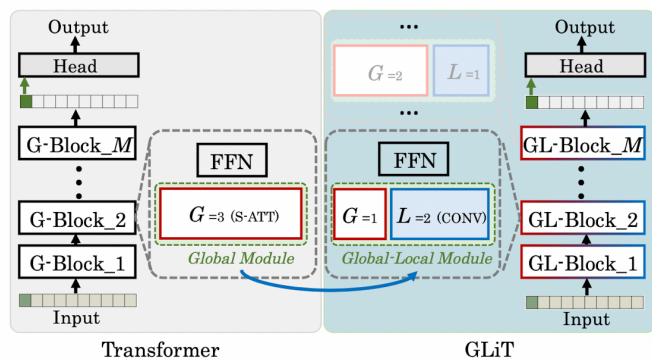 Output
Head
G-Block_M
G-Block_2
G-Block_1
Input
FFN
G =3 (S-ATT)
Global Module
Transformer
...
G =2
L =1
...
FFN
G =1
L =2 (CONV)
Global-Local Module
Output
Head
GL-Block_M
GL-Block_2
GL-Block_1
Input
GLiT